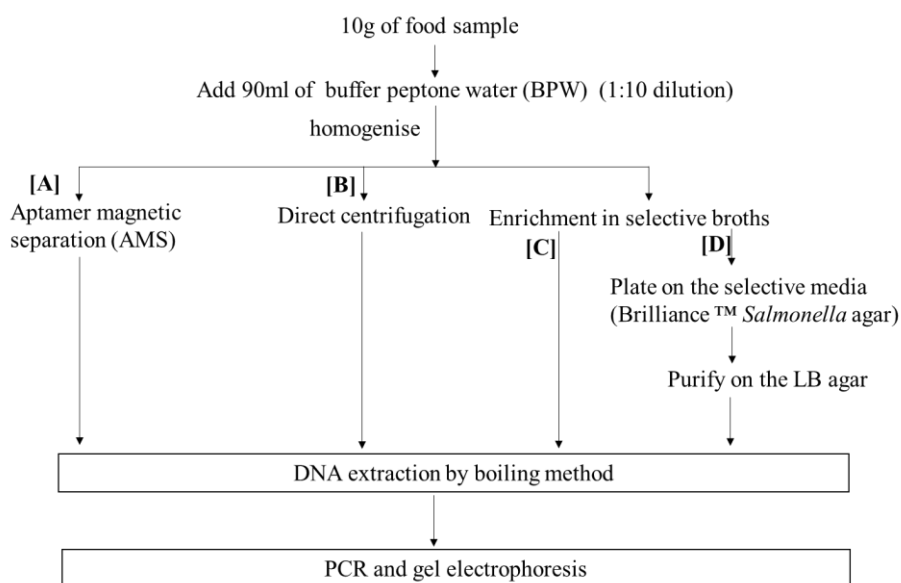 10g of food sample
Add 90ml of buffer peptone water (BPW) (1:10 dilution)
homogenise
[A]
Aptamer magnetic
separation (AMS)
[B]
Direct centrifugation
Enrichment in selective broths
[C]
[D]
Plate on the selective media
(Brilliance ™ Salmonella agar)
Purify on the LB agar
DNA extraction by boiling method
PCR and gel electrophoresis